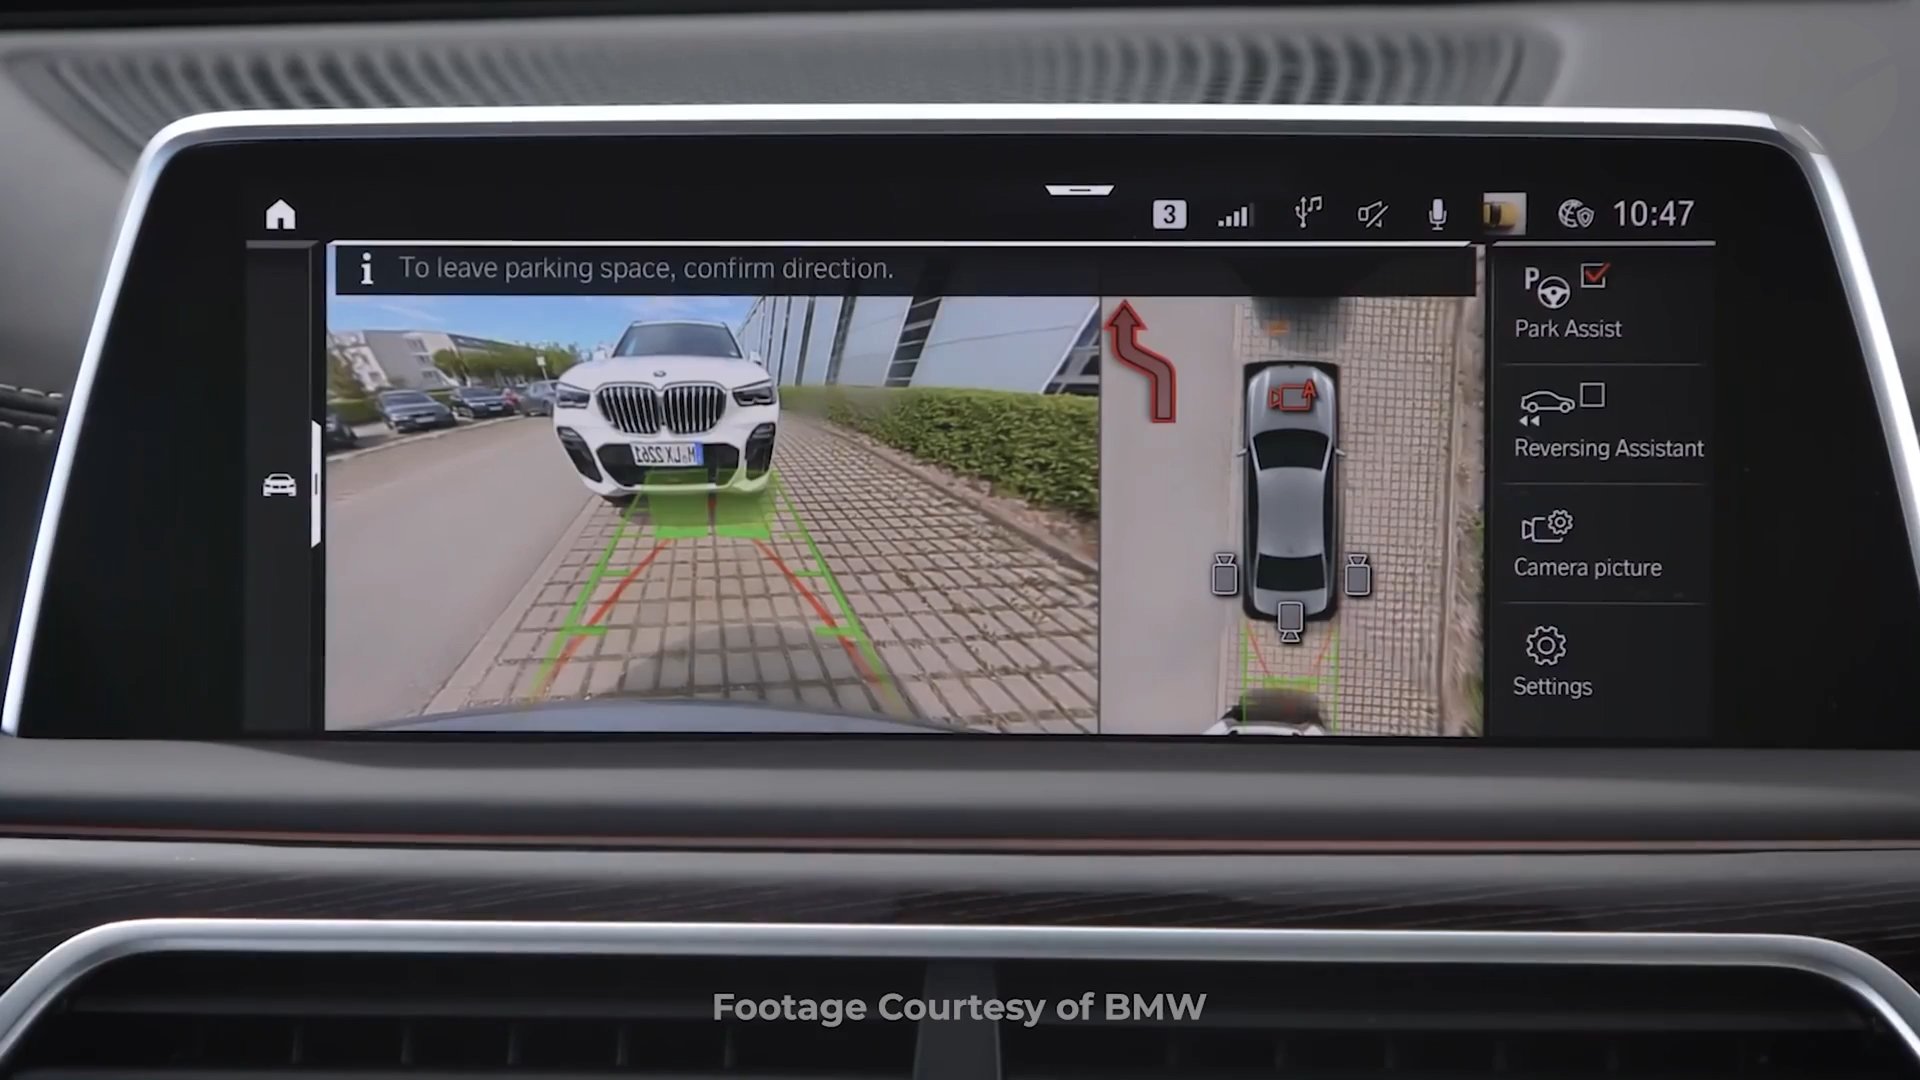 3
10:47
To leave parking space, confirm direction.
P
Park Assist
A
Reversing Assistant
Camera picture
Settings
M LX2261
Footage Courtesy of BMW